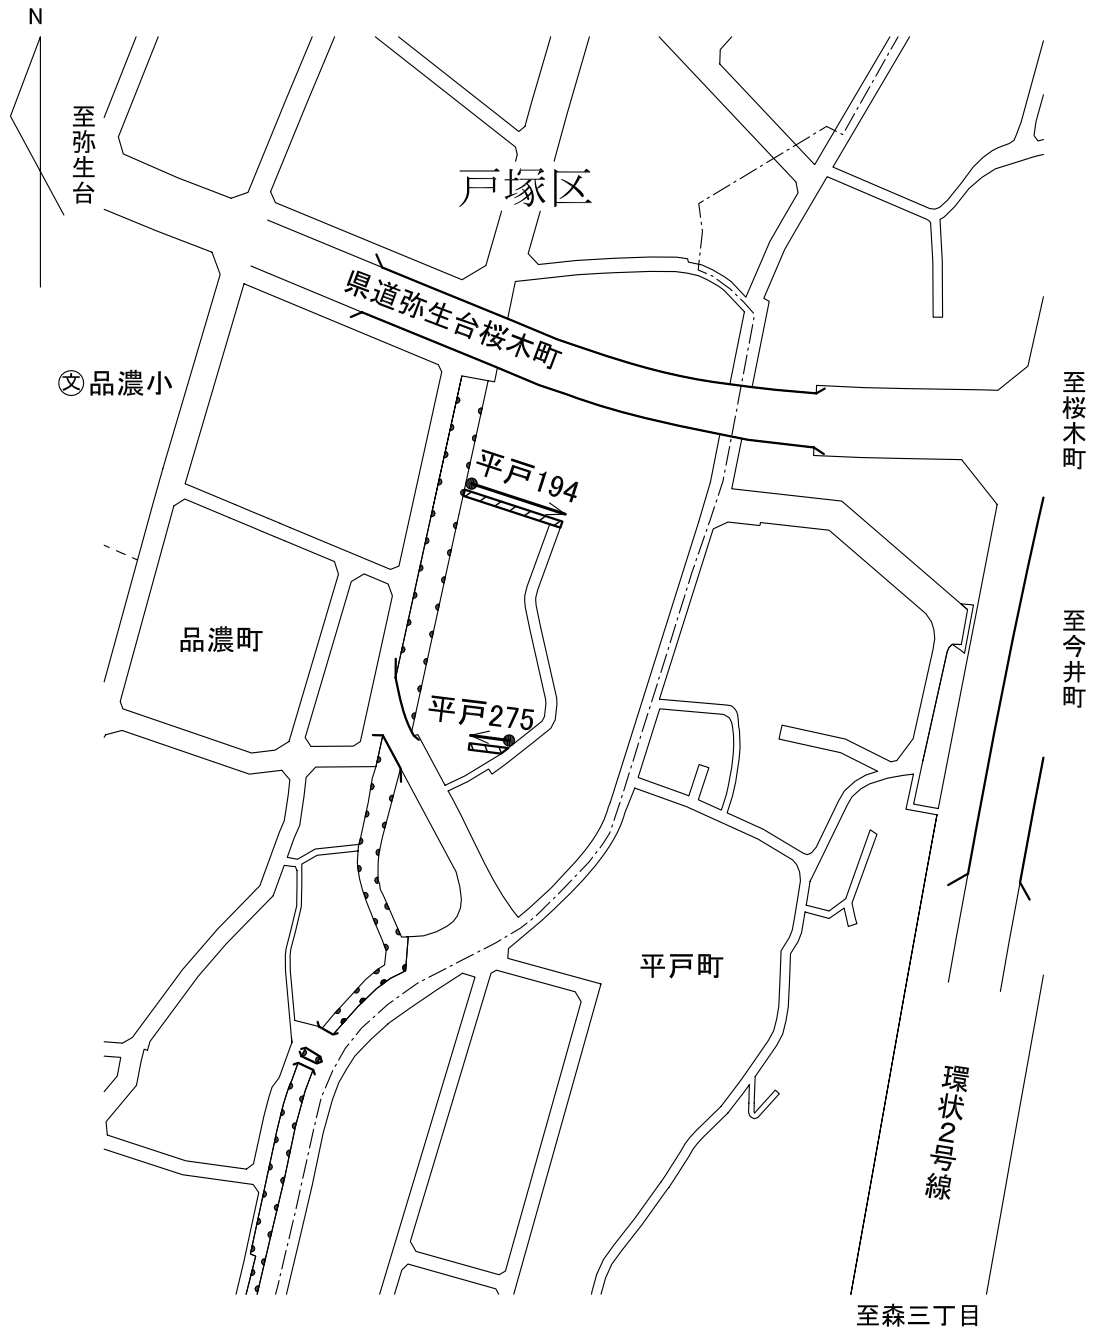 N
至弥生台
戸塚区
県道弥生台桜木町
文品濃小
至桜木町
平戸194
品濃町
至今井町
平戸275
平戸町
環状2号線
至森三丁目